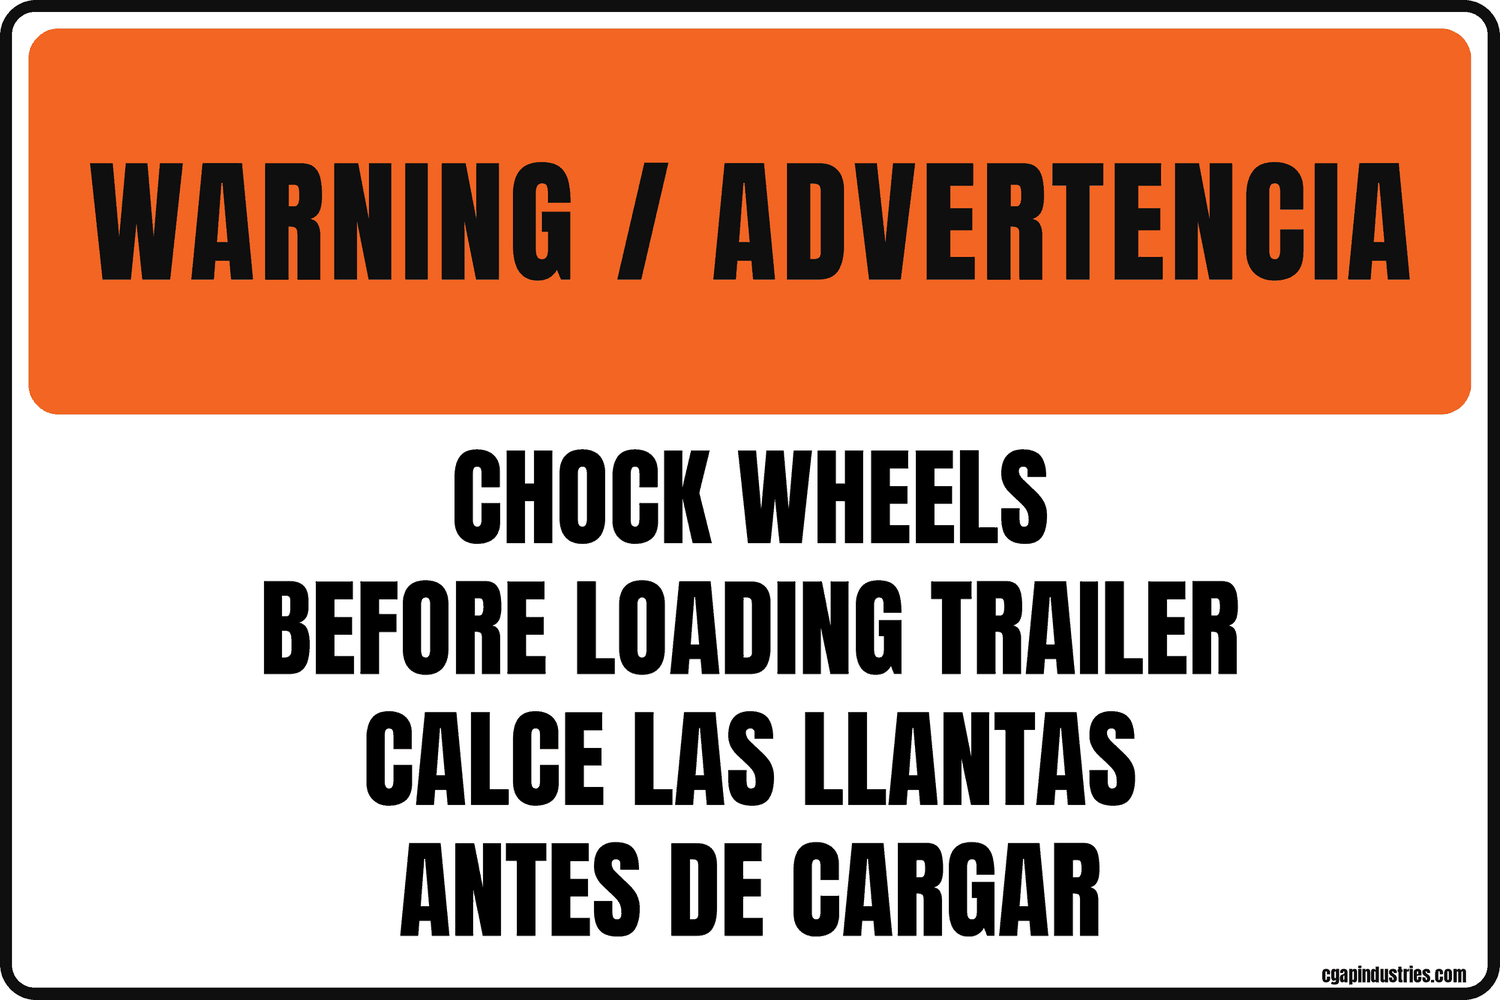 WARNING / ADVERTENCIA
CHOCK WHEELS
BEFORE LOADING TRAILER
CALCE LAS LLANTAS
ANTES DE CARGAR
cgapindustries.com